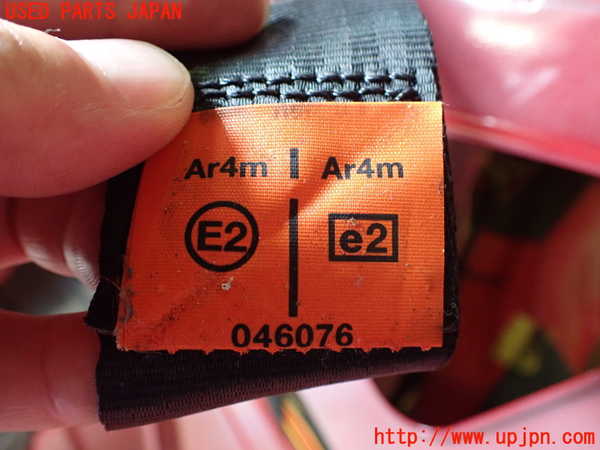 USED PARTS JAPAN
Ar4m | Ar4m
E2 e2
046076
http://www.upjpn.com